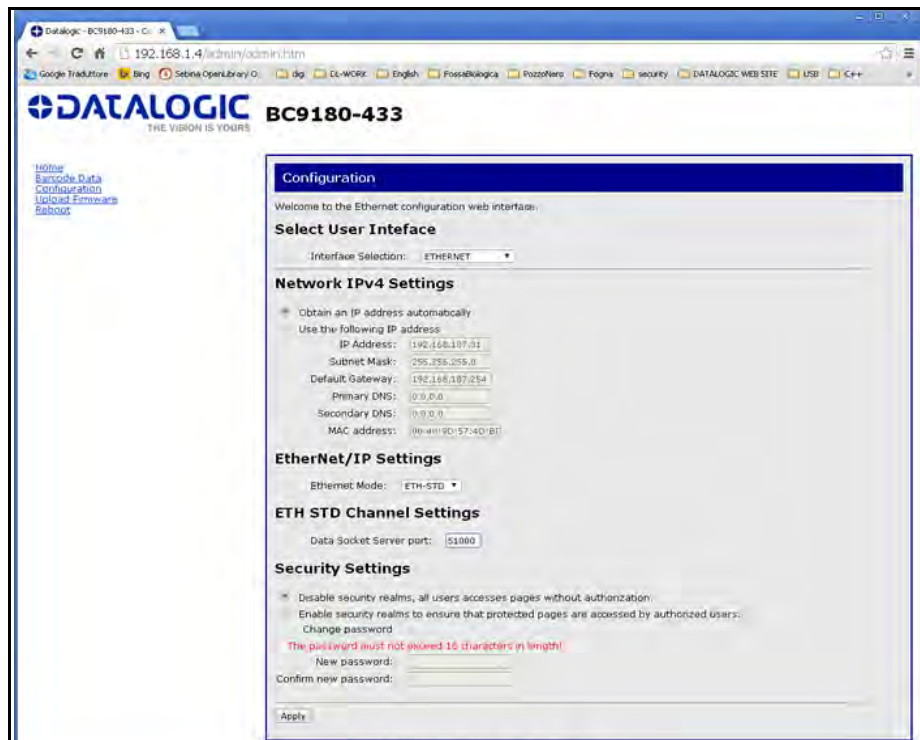 Datalogic - BC9180-433 - Co
192.168.1.4/admin/admin.htm
Google Traduttore Bing Sebina OpenLibrary O. dig DL-WORK English FossaBiologica PozzoNero Fogna security DATALOGIC WEB SITE USB C++ »
DATALOGIC
THE VISION IS YOURS
BC9180-433
Home
Barcode Data
Configuration
Upload Firmware
Reboot
Configuration
Welcome to the Ethernet configuration web interface.
Select User Inteface
Interface Selection: ETHERNET
Network IPv4 Settings
Obtain an IP address automatically
Use the following IP address
IP Address: 192.168.187.31
Subnet Mask: 255.255.255.0
Default Gateway: 192.168.187.254
Primary DNS: 0.0.0.0
Secondary DNS: 0.0.0.0
MAC address:
EtherNet/IP Settings
Ethernet Mode: ETH-STD
ETH STD Channel Settings
Data Socket Server port: 51000
Security Settings
Disable security realms, all users accesses pages without authorization.
Enable security realms to ensure that protected pages are accessed by authorized users.
Change password
The password must not exceed 16 characters in length!
New password:
Confirm new password:
Apply